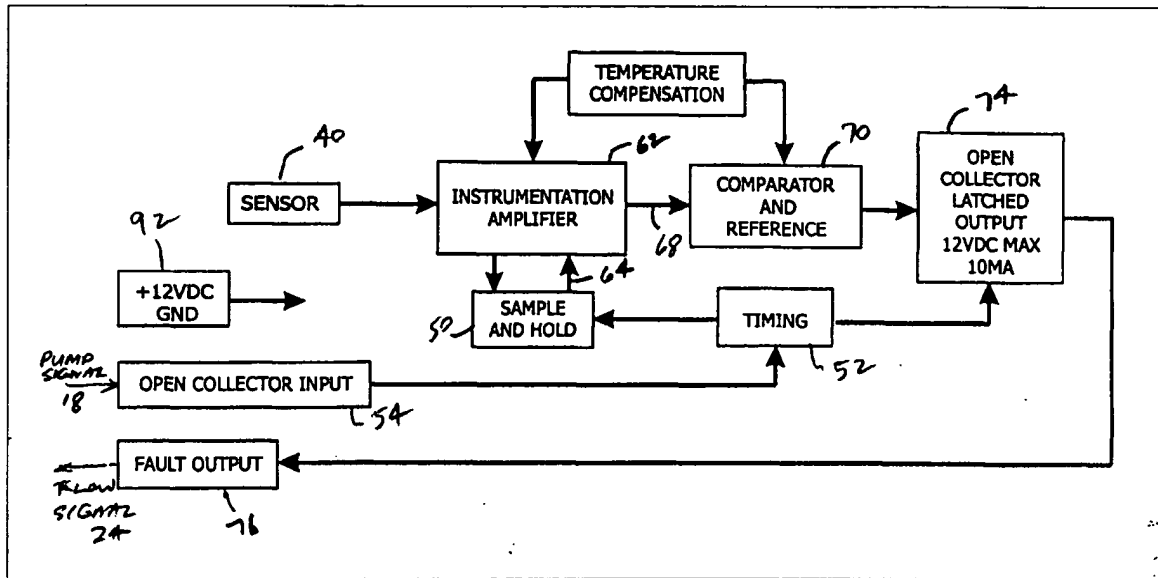 TEMPERATURE
COMPENSATION
74
40
62
70
SENSOR
INSTRUMENTATION
AMPLIFIER
COMPARATOR
AND
REFERENCE
OPEN
COLLECTOR
LATCHED
OUTPUT
12VDC MAX
10MA
68
92
64
+12VDC
GND
50
SAMPLE
AND HOLD
TIMING
52
PUMP
SIGNAL
18
OPEN COLLECTOR INPUT
54
FAULT OUTPUT
FLOW
SIGNAL
24
76